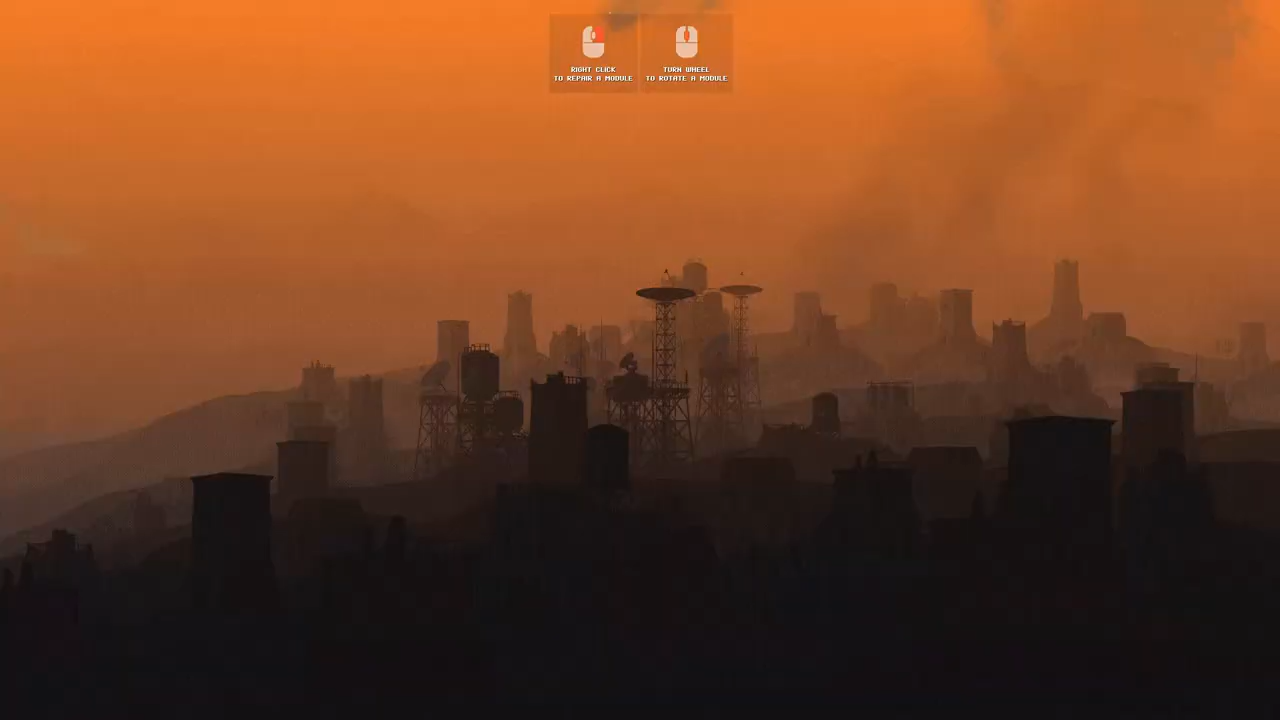 RIGHT CLICK
TO REPAIR A MODULE
TURN WHEEL
TO ROTATE A MODULE